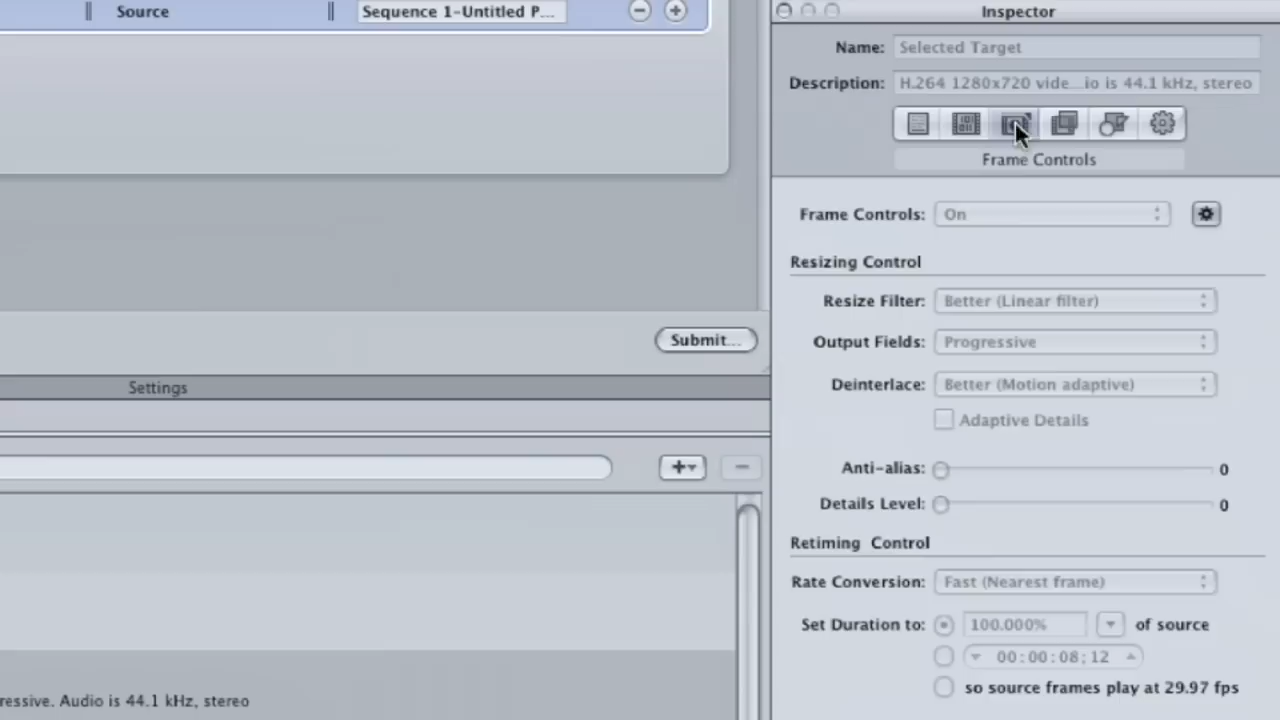 Source
Sequence 1-Untitled P...
Submit...
Settings
ressive. Audio is 44.1 kHz, stereo
Inspector
Name: Selected Target
Description: H.264 1280x720 vide...io is 44.1 kHz, stereo
Frame Controls
Frame Controls: On
Resizing Control
Resize Filter: Better (Linear filter)
Output Fields: Progressive
Deinterlace: Better (Motion adaptive)
Adaptive Details
Anti-alias: 0
Details Level: 0
Retiming Control
Rate Conversion: Fast (Nearest frame)
Set Duration to: 100.000% of source
00:00:08;12
so source frames play at 29.97 fps